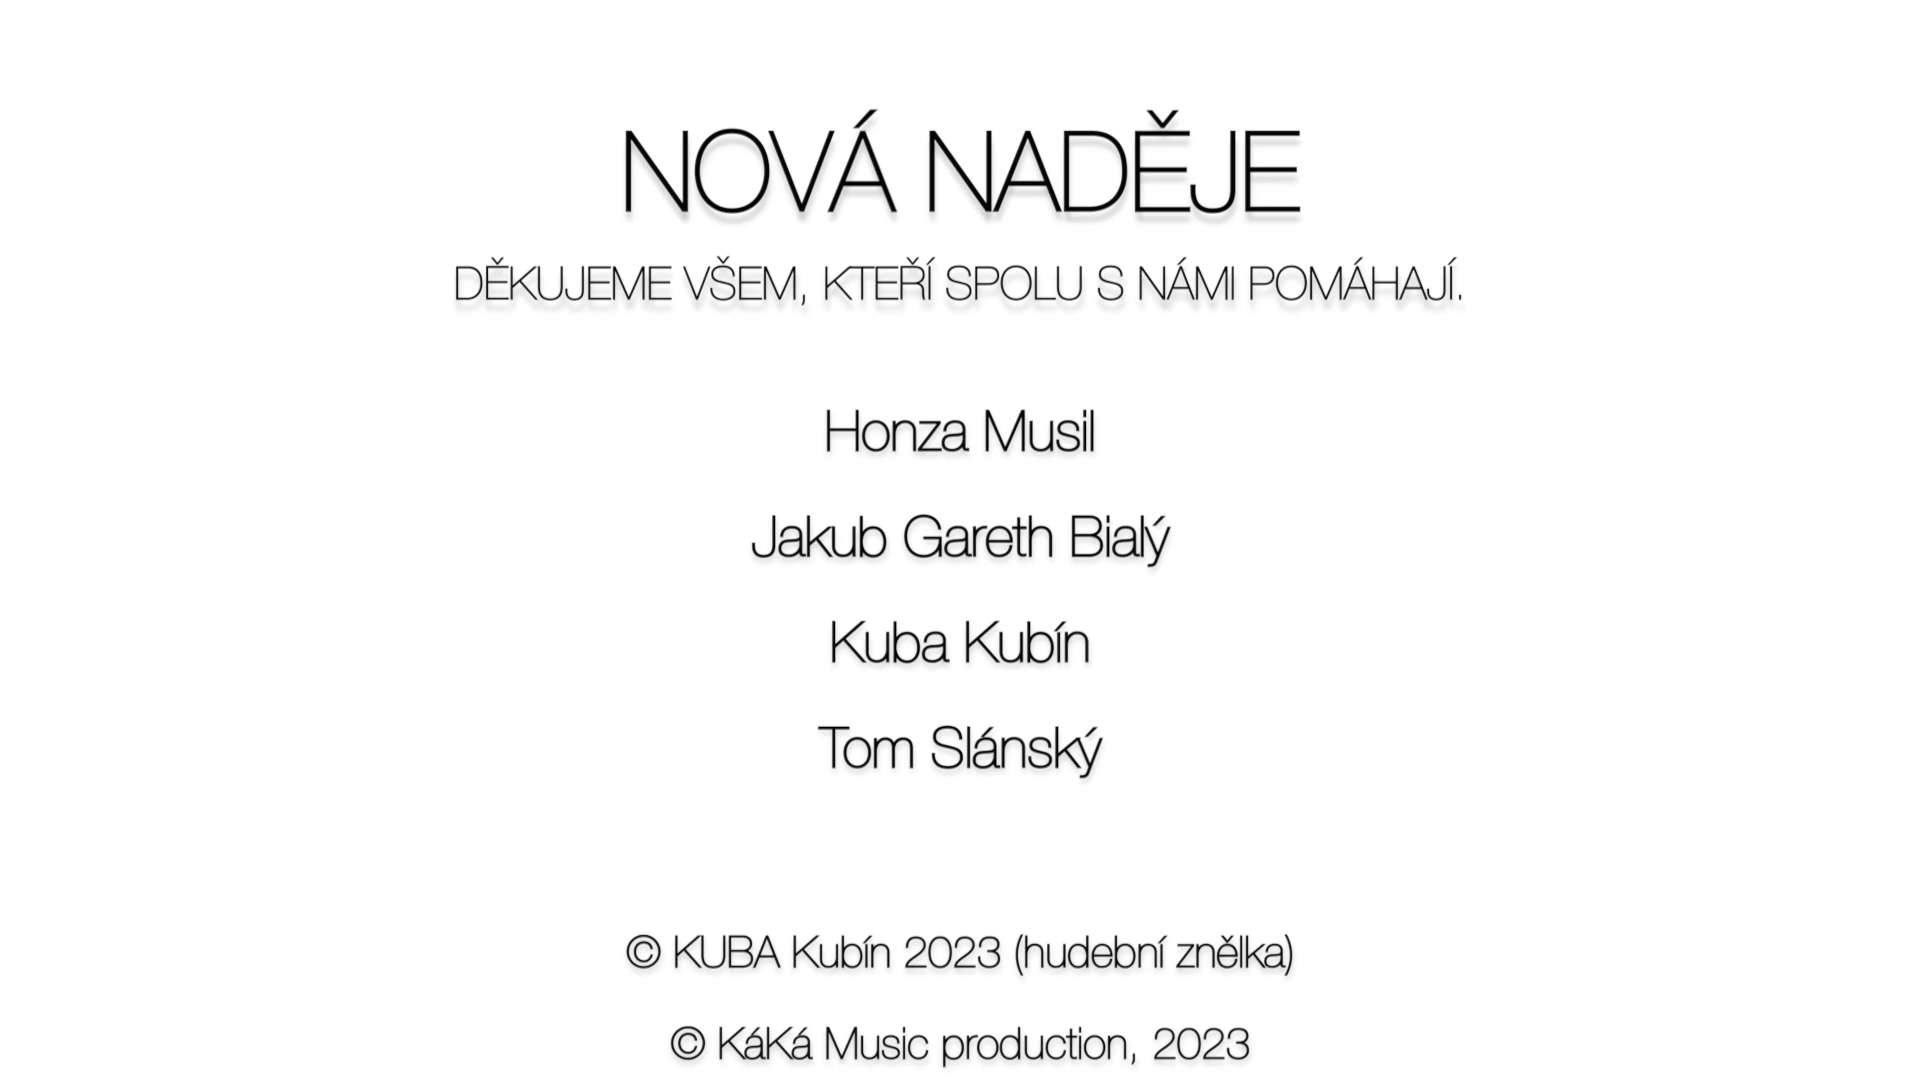 NOVÁ NADĚJE
DĚKUJEME VŠEM, KTEŘÍ SPOLU S NÁMI POMÁHAJÍ.
Honza Musil
Jakub Gareth Bialý
Kuba Kubín
Tom Slánský
© KUBA Kubín 2023 (hudební znělka)
© KáKá Music production, 2023